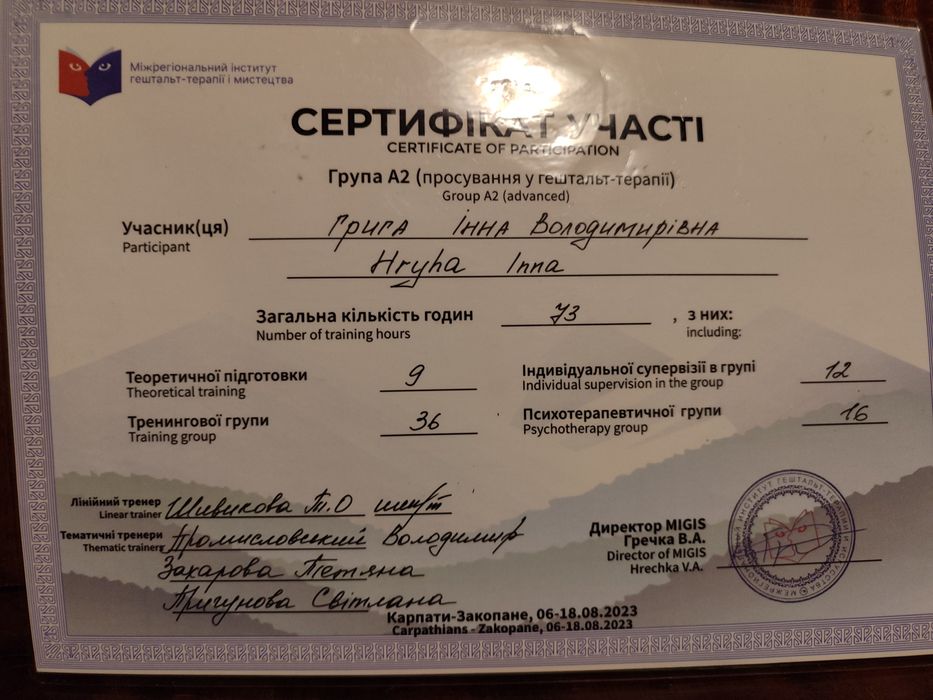 Міжрегіональний інститут
гештальт-терапії і мистецтва
СЕРТИФІКАТ УЧАСТІ
CERTIFICATE OF PARTICIPATION
Група А2 (просування у гештальт-терапії)
Group A2 (advanced)
Учасник(ця) Грига Інна Володимирівна
Participant
Hryha Inna
Загальна кількість годин 73 , з них:
Number of training hours including:
Теоретичної підготовки 9 Індивідуальної супервізії в групі 12
Theoretical training Individual supervision in the group
Тренингової групи 36 Психотерапевтичної групи 16
Training group Psychotherapy group
Лінійний тренер Шивикова Т.О
Linear trainer
Тематичні тренери Промисловський Володимир
Thematic trainers
Захарова Тетяна
Пригунова Світлана
Директор MIGIS
Гречка В.А.
Director of MIGIS
Hrechka V.A.
Карпати-Закопане, 06-18.08.2023
Carpathians - Zakopane, 06-18.08.2023